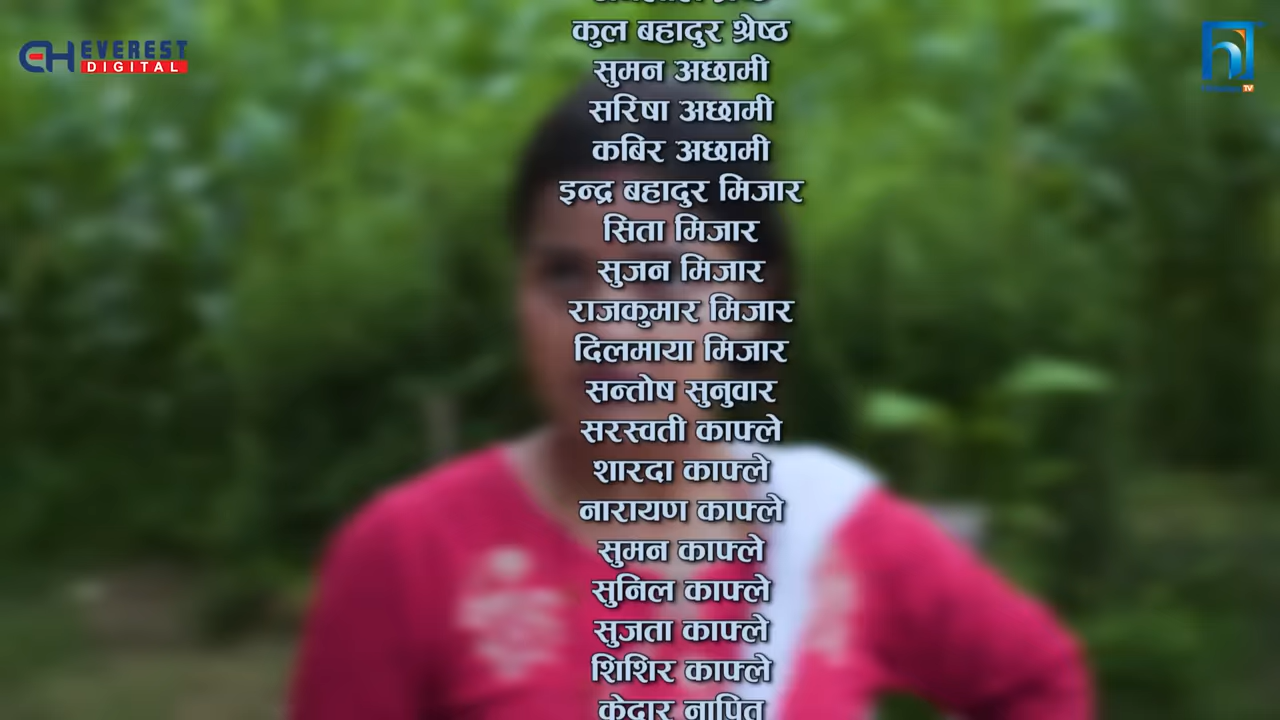 EVEREST
DIGITAL
TV
कुल बहादुर श्रेष्ठ
सुमन अछामी
सरिषा अछामी
कबिर अछामी
इन्द्र बहादुर मिजार
सिता मिजार
सुजन मिजार
राजकुमार मिजार
दिलमाया मिजार
सन्तोष सुनुवार
सरस्वती काफ्ले
शारदा काफ्ले
नारायण काफ्ले
सुमन काफ्ले
सुनिल काफ्ले
सुजता काफ्ले
शिशिर काफ्ले
केदार नापित